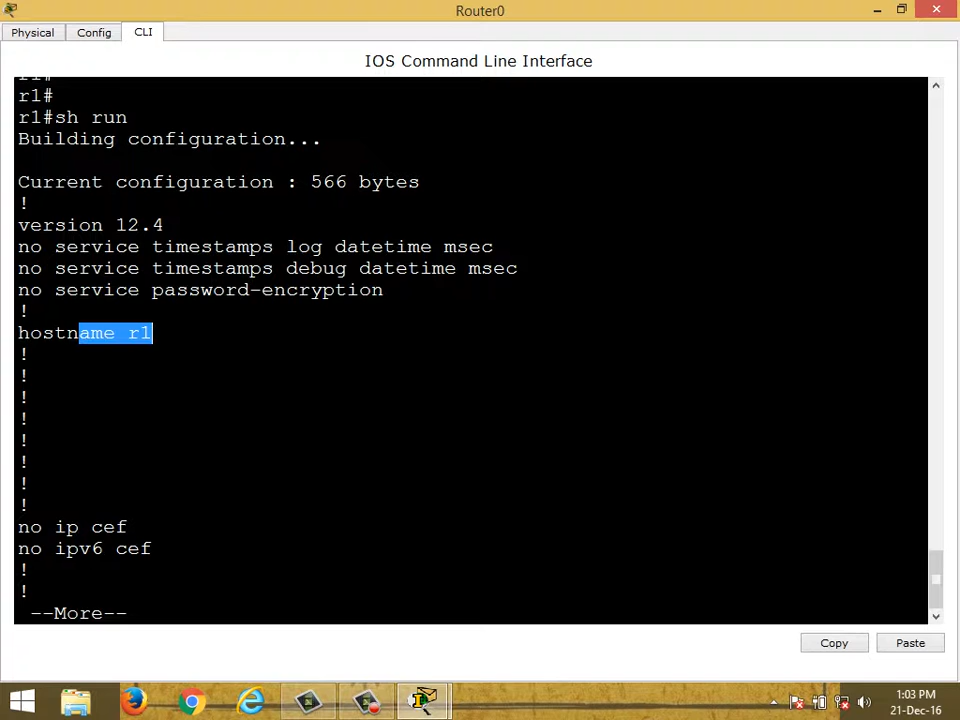 Router0
Physical
Config
CLI
IOS Command Line Interface
r1#
r1#
r1#sh run
Building configuration...
Current configuration : 566 bytes
!
version 12.4
no service timestamps log datetime msec
no service timestamps debug datetime msec
no service password-encryption
!
hostname r1
!
!
!
!
!
!
!
!
no ip cef
no ipv6 cef
!
!
--More--
Copy
Paste
1:03 PM
21-Dec-16